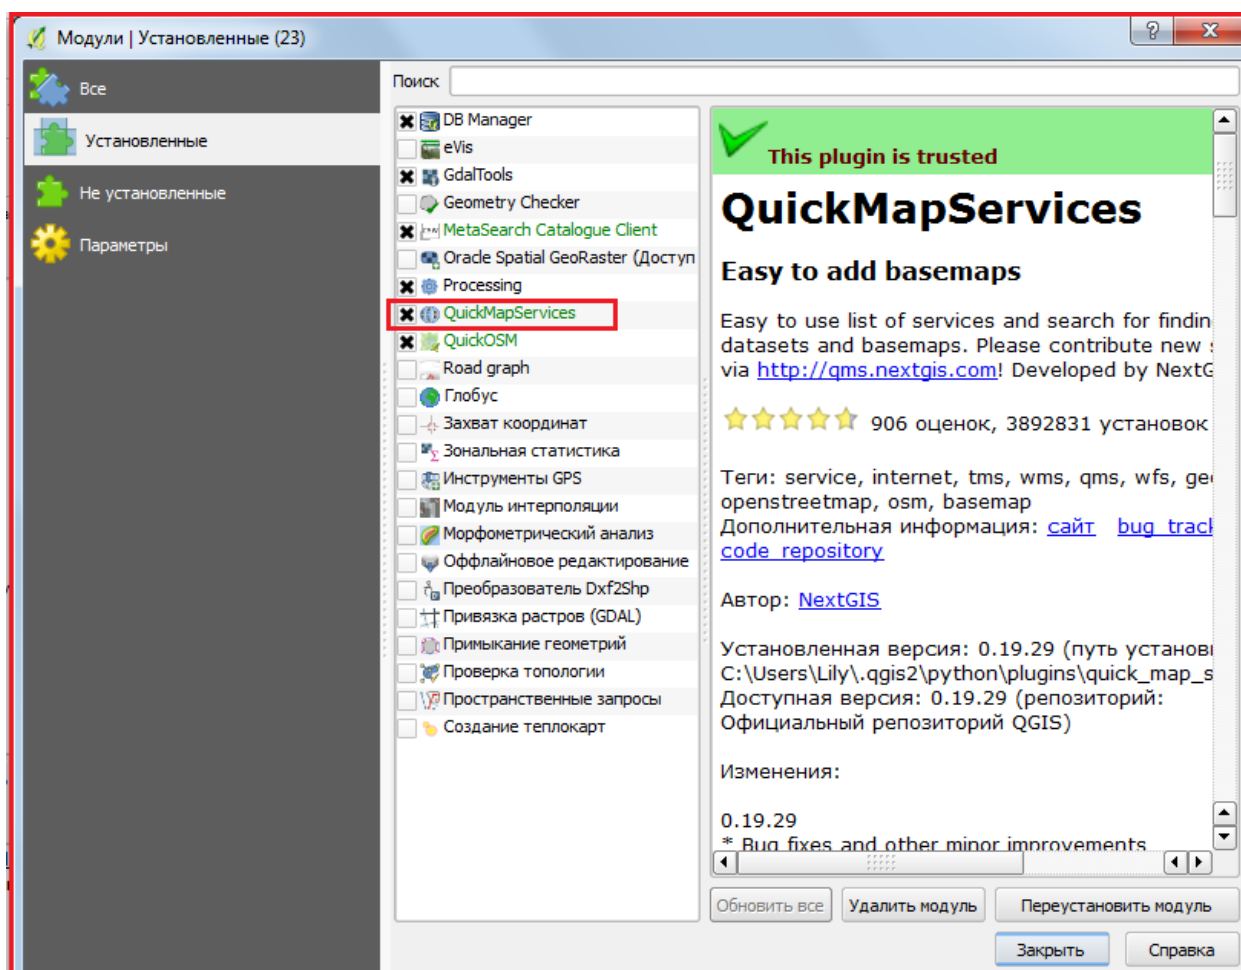 Модули | Установленные (23)
Все
Установленные
Не установленные
Параметры
Поиск
DB Manager
eVis
GdalTools
Geometry Checker
MetaSearch Catalogue Client
Oracle Spatial GeoRaster (Доступ
Processing
QuickMapServices
QuickOSM
Road graph
Глобус
Захват координат
Зональная статистика
Инструменты GPS
Модуль интерполяции
Морфометрический анализ
Оффлайновое редактирование
Преобразователь Dxf2Shp
Привязка растров (GDAL)
Примыкание геометрий
Проверка топологии
Пространственные запросы
Создание теплокарт
This plugin is trusted
QuickMapServices
Easy to add basemaps
Easy to use list of services and search for findin
datasets and basemaps. Please contribute new
via http://qms.nextgis.com! Developed by NextG
906 оценок, 3892831 установок
Теги: service, internet, tms, wms, qms, wfs, ge
openstreetmap, osm, basemap
Дополнительная информация: сайт bug track
code repository
Автор: NextGIS
Установленная версия: 0.19.29 (путь установ
C:\Users\Lily\.qgis2\python\plugins\quick_map_s
Доступная версия: 0.19.29 (репозиторий:
Официальный репозиторий QGIS)
Изменения:
0.19.29
* Bug fixes and other minor improvements
Обновить все
Удалить модуль
Переустановить модуль
Закрыть
Справка